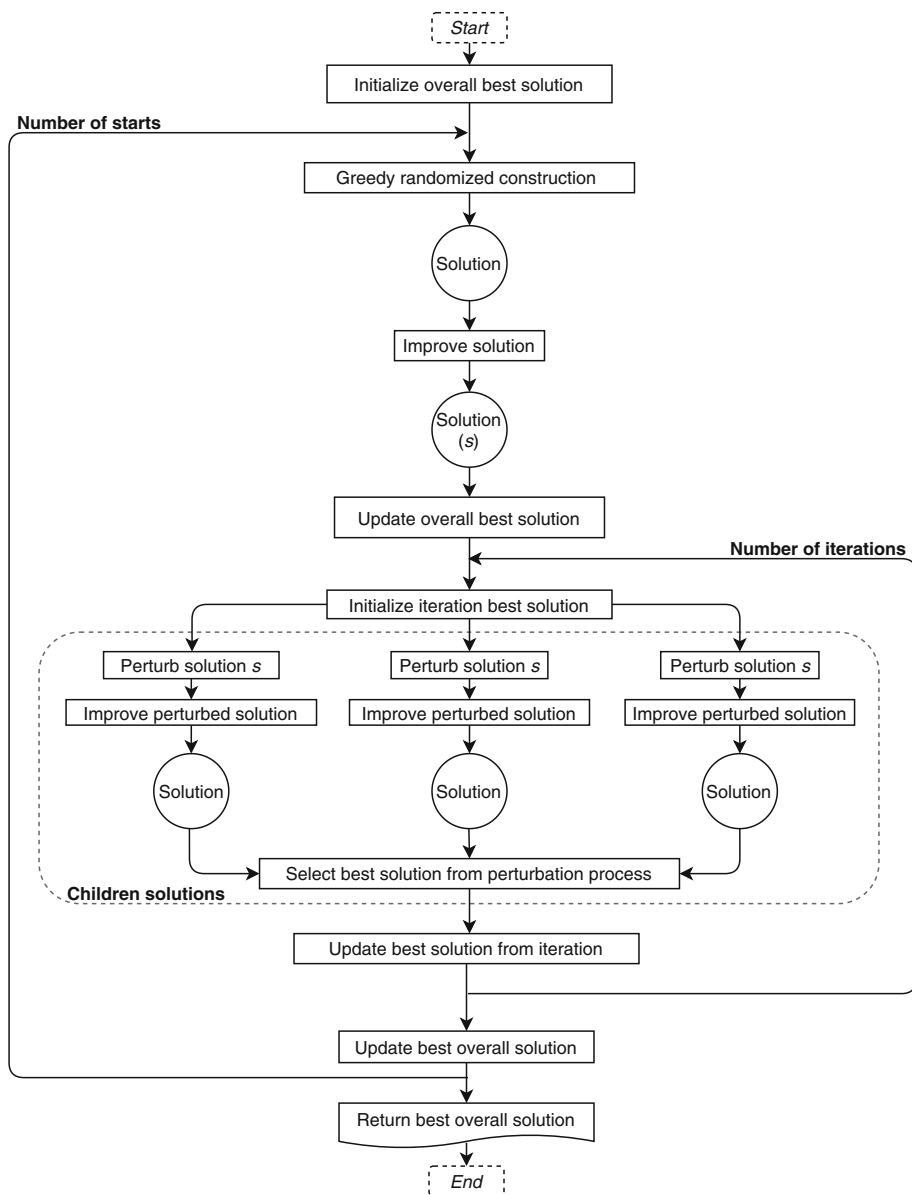 Start
Initialize overall best solution
Number of starts
Greedy randomized construction
Solution
Improve solution
Solution
(s)
Update overall best solution
Number of iterations
Initialize iteration best solution
Perturb solution s
Perturb solution s
Perturb solution s
Improve perturbed solution
Improve perturbed solution
Improve perturbed solution
Solution
Solution
Solution
Select best solution from perturbation process
Children solutions
Update best solution from iteration
Update best overall solution
Return best overall solution
End